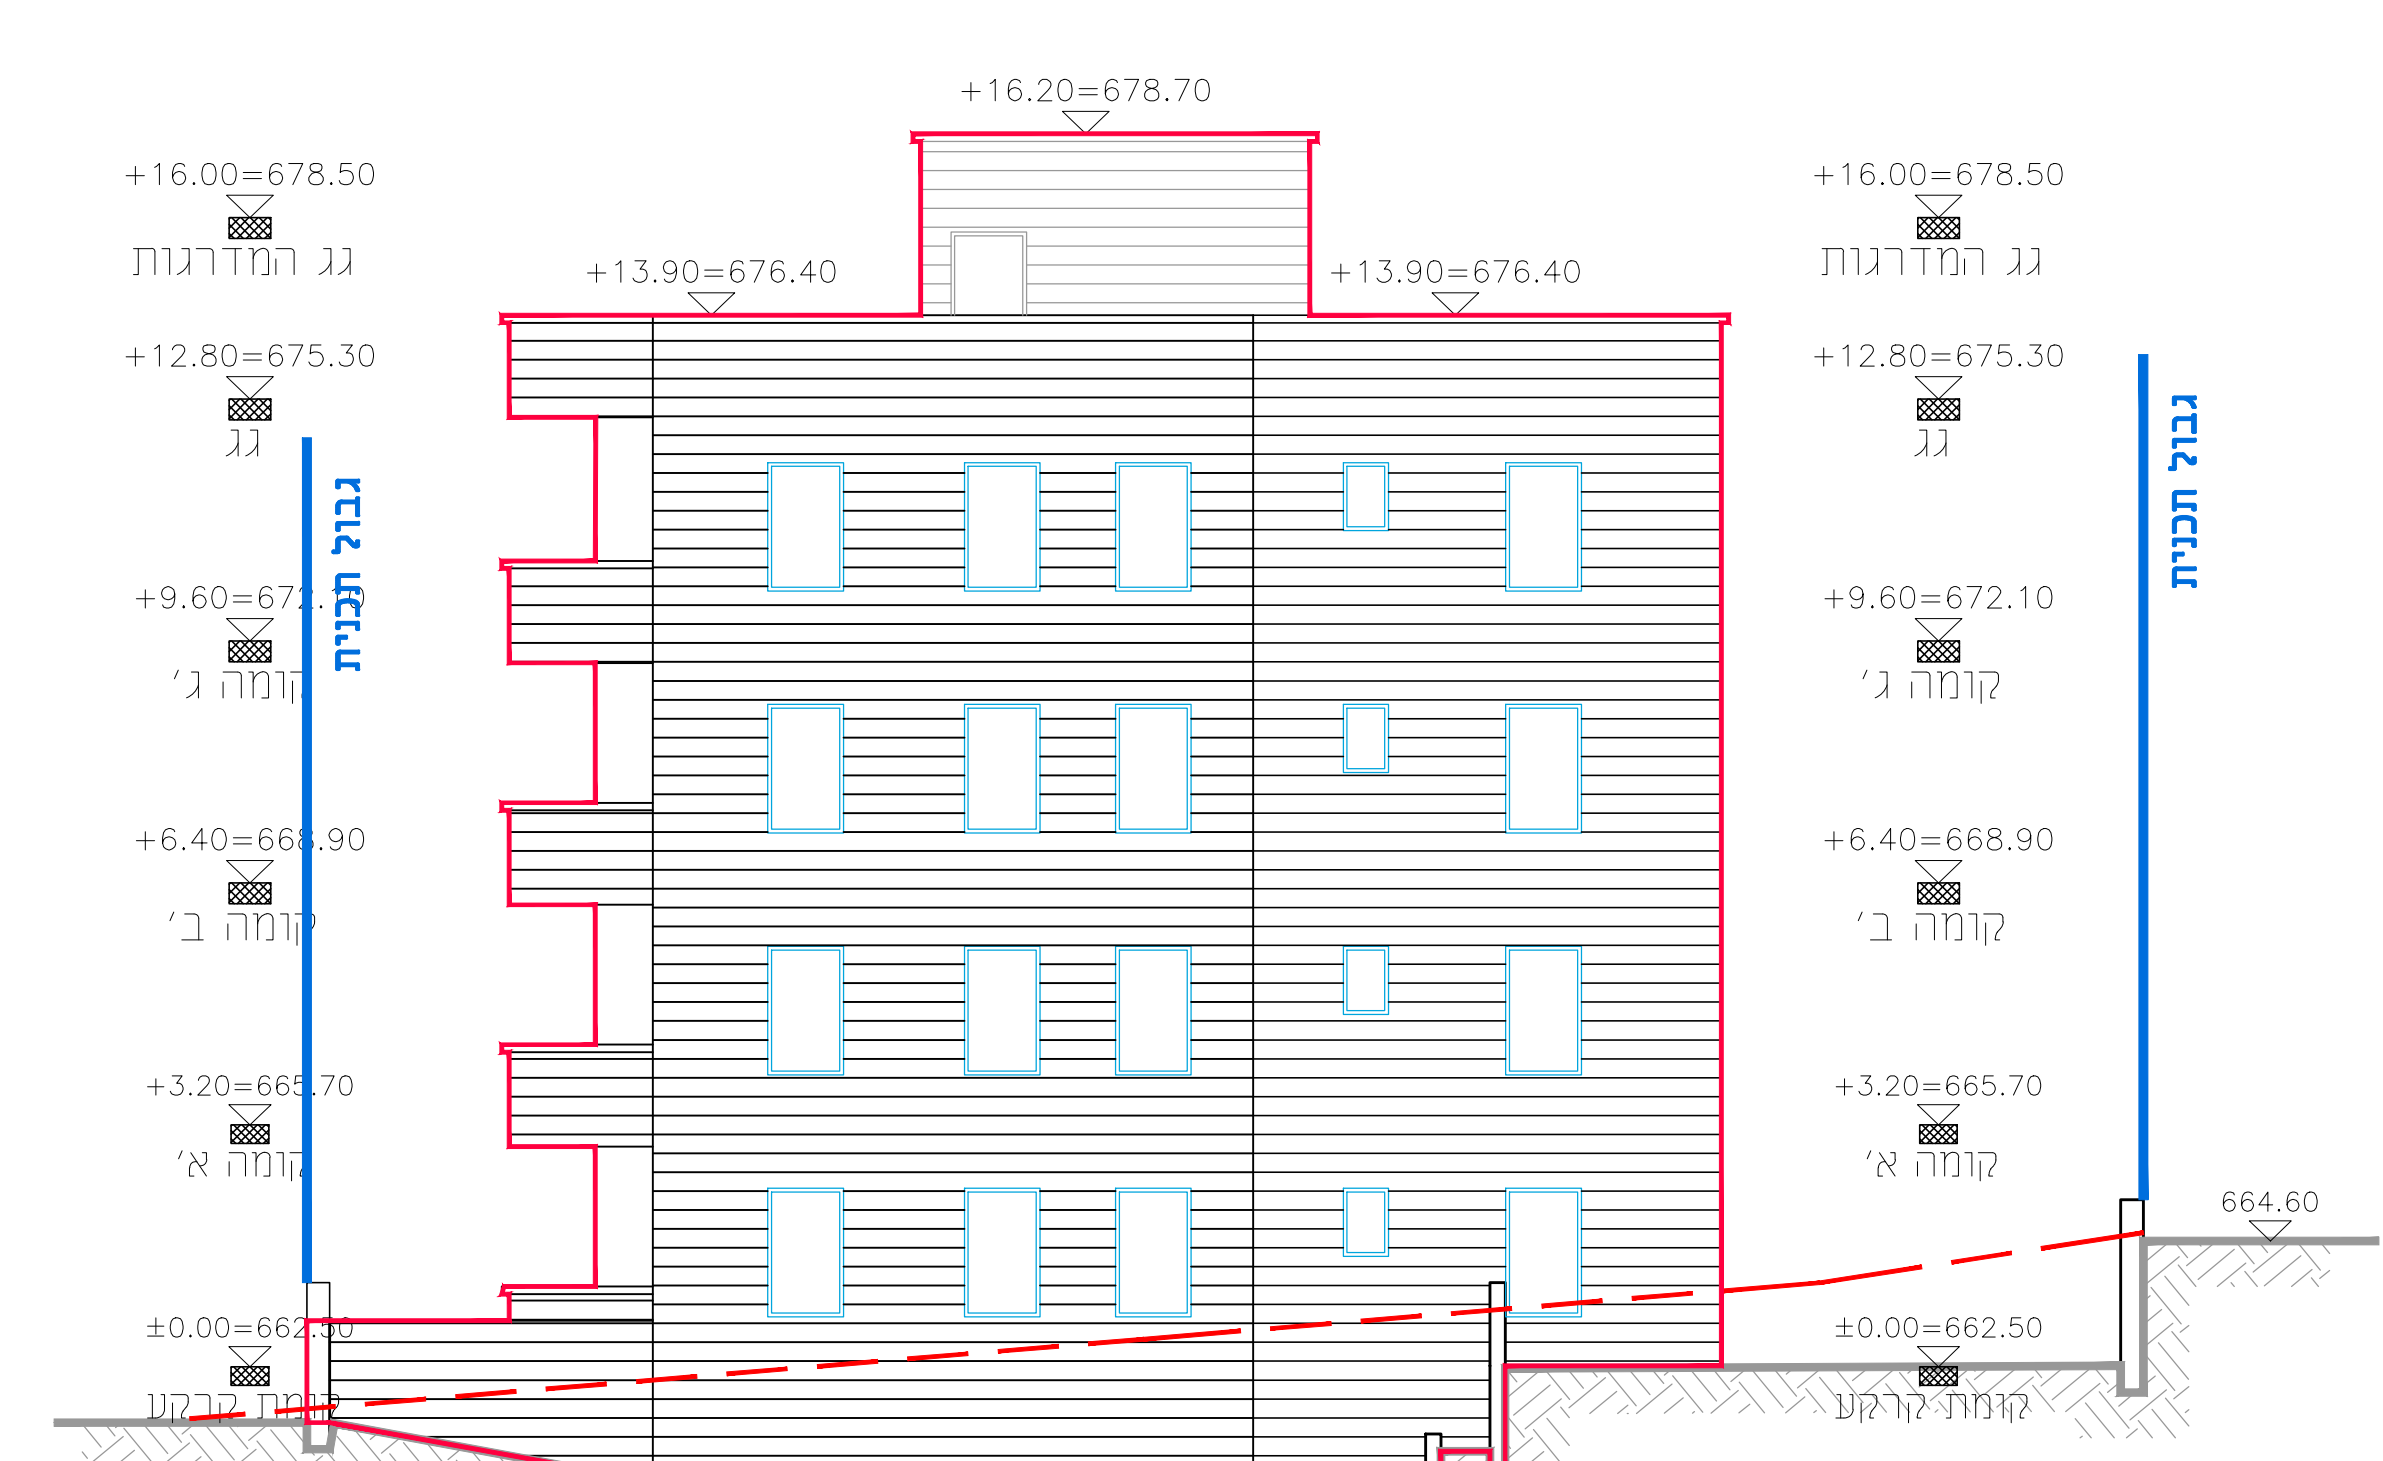 +16.20=678.70
+16.00=678.50
גג המדרגות
+16.00=678.50
גג המדרגות
+13.90=676.40
+13.90=676.40
+12.80=675.30
גג
+12.80=675.30
גג
גבול תכנית
גבול תכנית
+9.60=672.10
קומה ג'
+9.60=672.10
קומה ג'
+6.40=668.90
קומה ב'
+6.40=668.90
קומה ב'
+3.20=665.70
קומה א'
+3.20=665.70
קומה א'
664.60
±0.00=662.50
קומת קרקע
±0.00=662.50
קומת קרקע